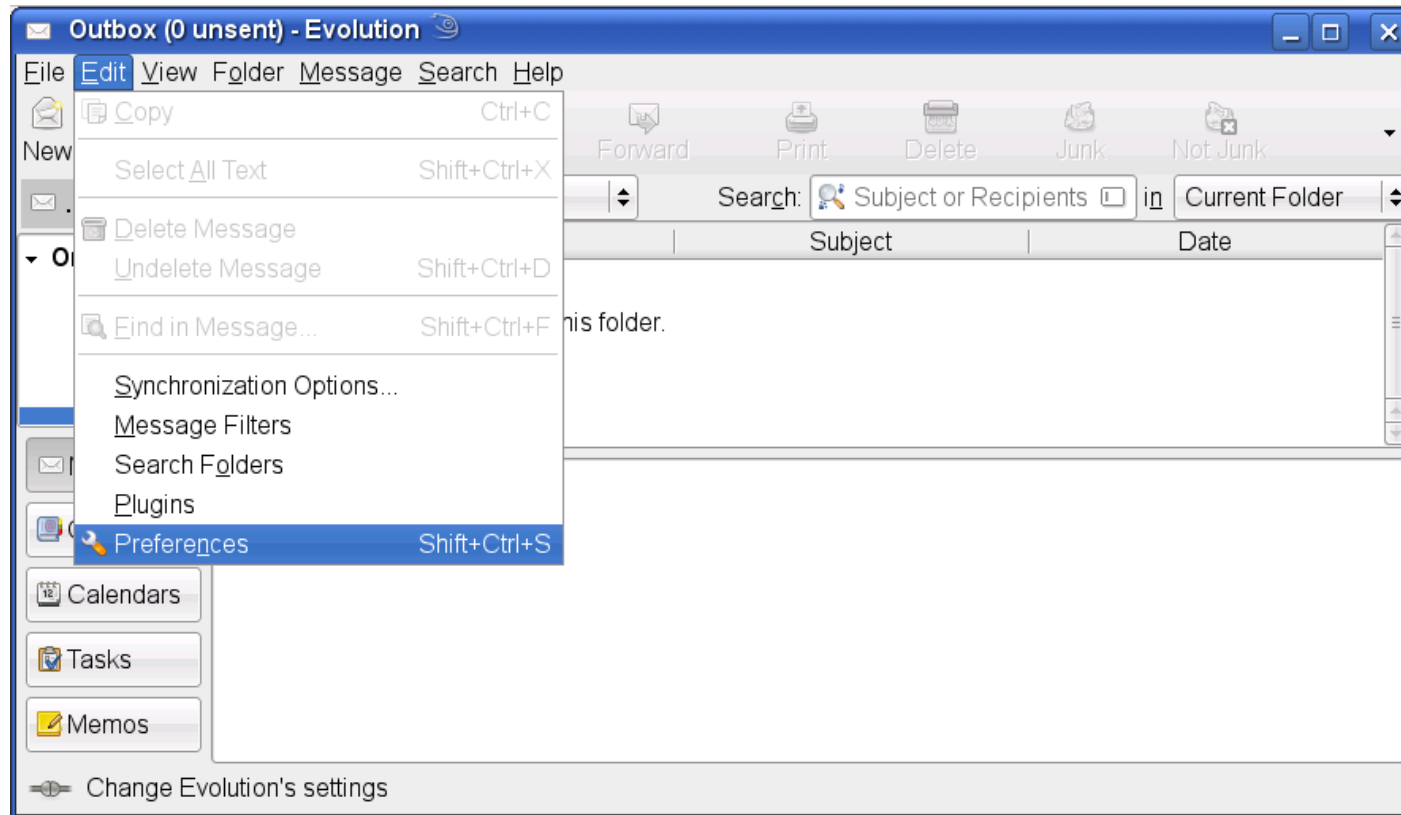 Outbox (0 unsent) - Evolution
File Edit View Folder Message Search Help
New Forward Print Delete Junk Not Junk
Copy Ctrl+C
Select All Text Shift+Ctrl+X
Search: Subject or Recipients in Current Folder
Delete Message
Undelete Message Shift+Ctrl+D
Subject Date
Find in Message... Shift+Ctrl+F
his folder.
Synchronization Options...
Message Filters
Search Folders
Plugins
Preferences Shift+Ctrl+S
Calendars
12
Tasks
Memos
Change Evolution's settings